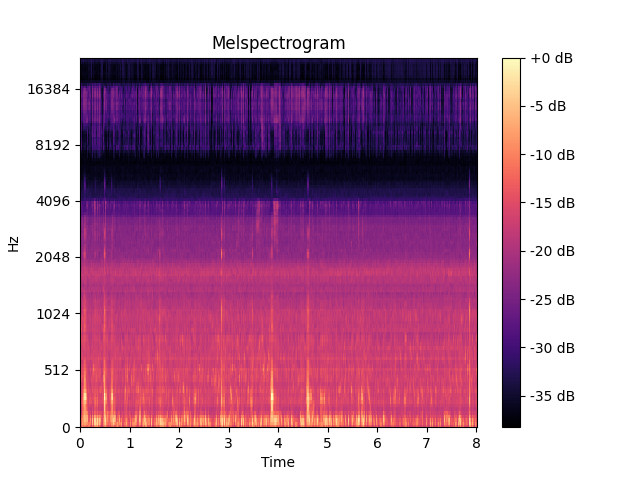 Melspectrogram
Hz
16384
8192
4096
2048
1024
512
0
0 1 2 3 4 5 6 7 8
Time
+0 dB
-5 dB
-10 dB
-15 dB
-20 dB
-25 dB
-30 dB
-35 dB